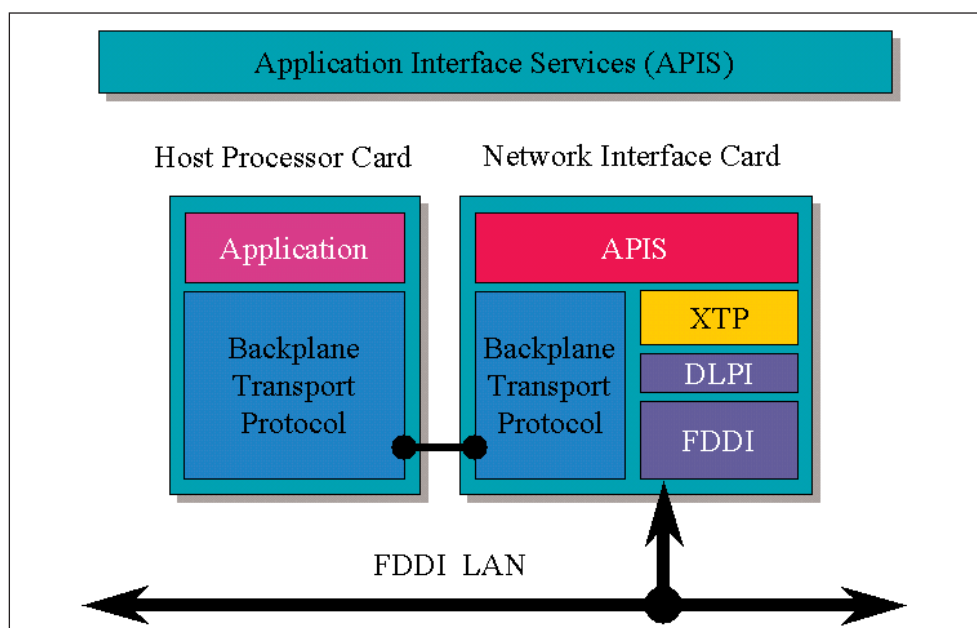 Application Interface Services (APIS)
Host Processor Card
Network Interface Card
Application
APIS
Backplane
Transport
Protocol
Backplane
Transport
Protocol
XTP
DLPI
FDDI
FDDI LAN